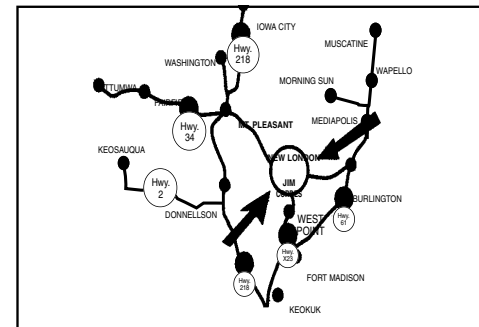 IOWA CITY
Hwy.
218
MUSCATINE
WASHINGTON
WAPELLO
MORNING SUN
MT. PLEASANT
MEDIAPOLIS
Hwy.
34
NEW LONDON
KEOSAUQUA
Hwy.
2
JIM
BURLINGTON
DONNELLSON
WEST
POINT
Hwy.
61
Hwy.
X23
FORT MADISON
Hwy.
218
KEOKUK